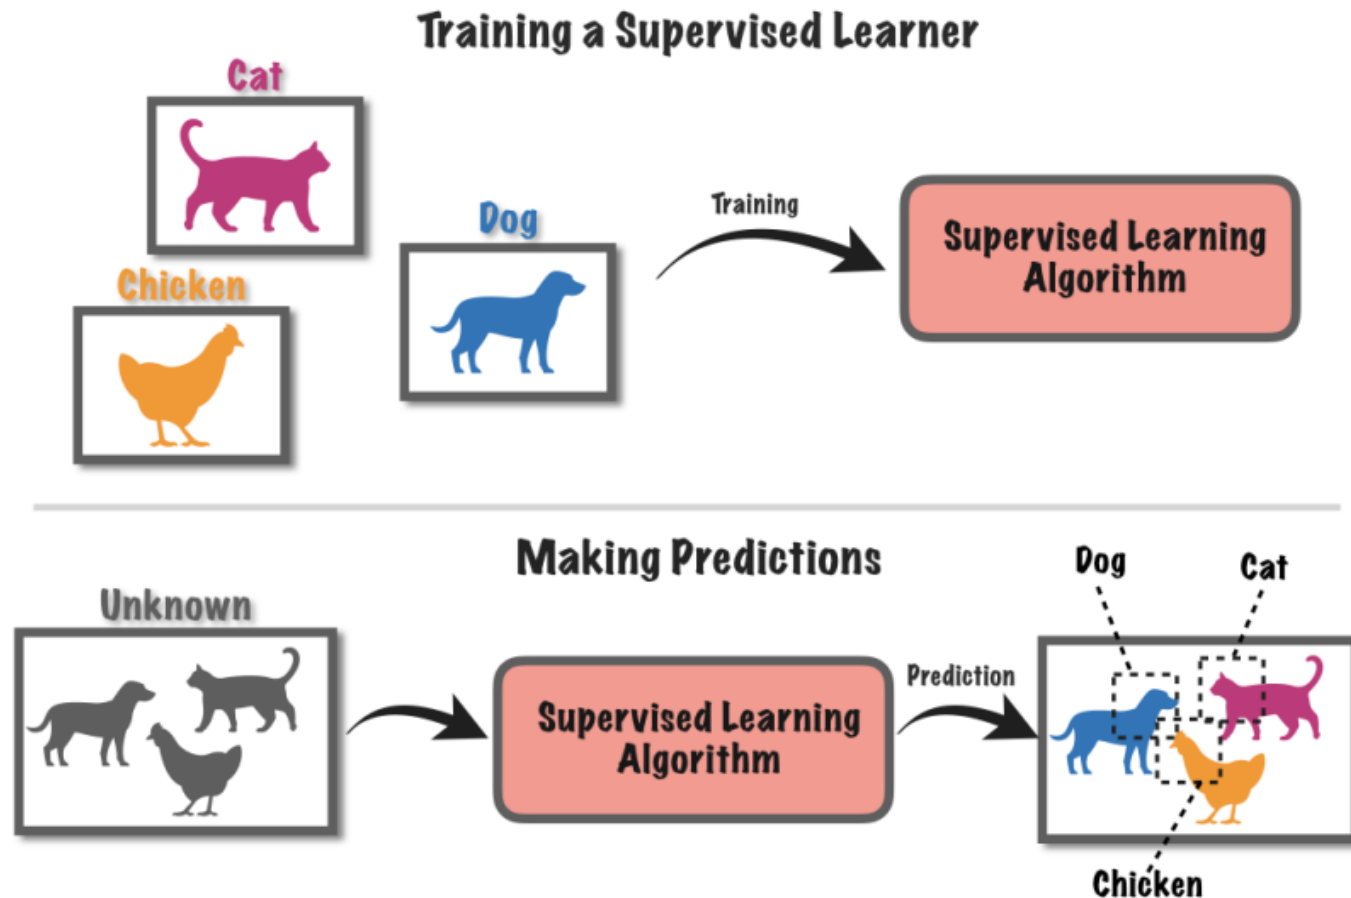 Training a Supervised Learner
Cat
Dog
Chicken
Training
Supervised Learning
Algorithm
Making Predictions
Unknown
Supervised Learning
Algorithm
Prediction
Dog
Cat
Chicken